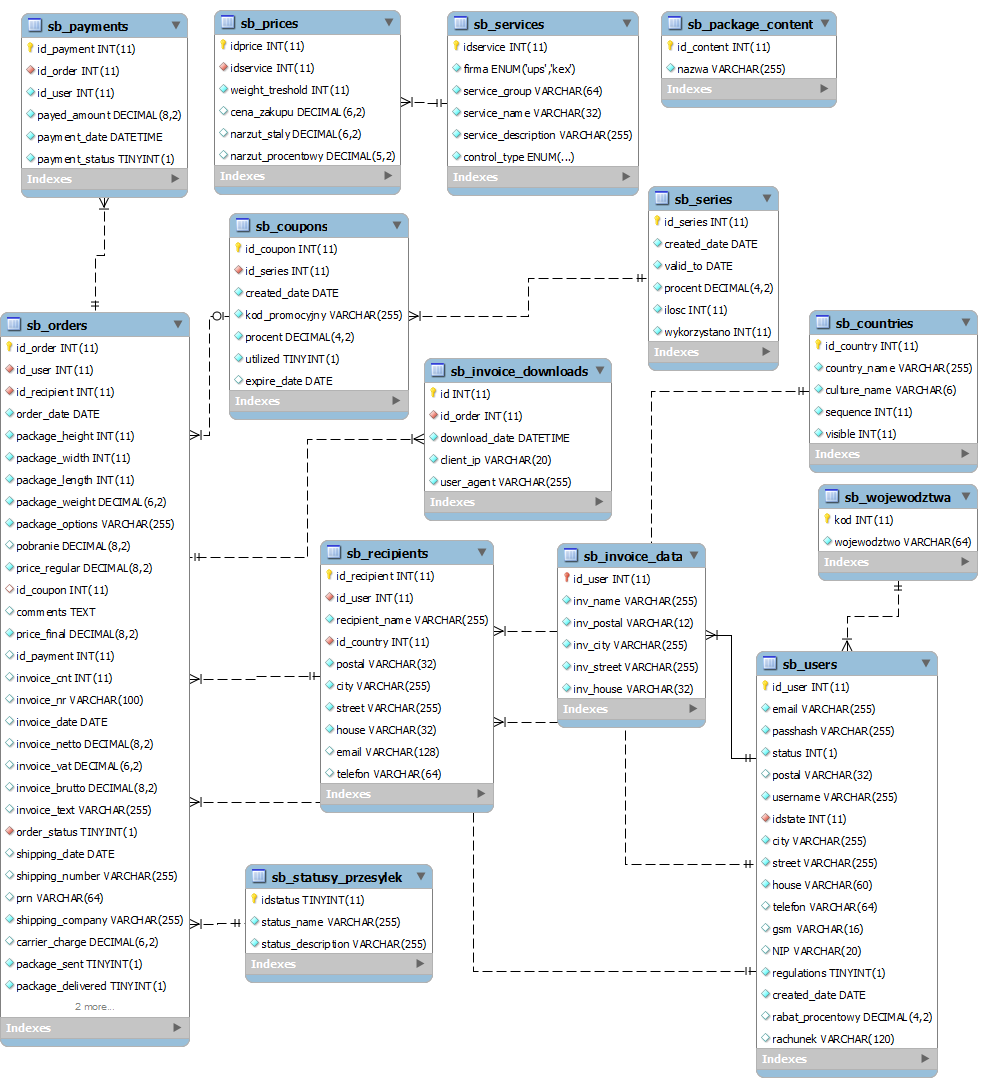 sb_payments
id_payment INT(11)
id_order INT(11)
id_user INT(11)
payed_amount DECIMAL(8,2)
payment_date DATETIME
payment_status TINYINT(1)
Indexes
sb_prices
idprice INT(11)
idservice INT(11)
weight_treshold INT(11)
cena_zakupu DECIMAL(6,2)
narzut_staly DECIMAL(6,2)
narzut_procentowy DECIMAL(5,2)
Indexes
sb_services
idservice INT(11)
firma ENUM('ups','kex')
service_group VARCHAR(64)
service_name VARCHAR(32)
service_description VARCHAR(255)
control_type ENUM(...)
Indexes
sb_package_content
id_content INT(11)
nazwa VARCHAR(255)
Indexes
sb_coupons
id_coupon INT(11)
id_series INT(11)
created_date DATE
kod_promocyjny VARCHAR(255)
procent DECIMAL(4,2)
utilized TINYINT(1)
expire_date DATE
Indexes
sb_series
id_series INT(11)
created_date DATE
valid_to DATE
procent DECIMAL(4,2)
ilosc INT(11)
wykorzystano INT(11)
Indexes
sb_orders
id_order INT(11)
id_user INT(11)
id_recipient INT(11)
order_date DATE
package_height INT(11)
package_width INT(11)
package_length INT(11)
package_weight DECIMAL(6,2)
package_options VARCHAR(255)
pobranie DECIMAL(8,2)
price_regular DECIMAL(8,2)
id_coupon INT(11)
comments TEXT
price_final DECIMAL(8,2)
id_payment INT(11)
invoice_cnt INT(11)
invoice_nr VARCHAR(100)
invoice_date DATE
invoice_netto DECIMAL(8,2)
invoice_vat DECIMAL(6,2)
invoice_brutto DECIMAL(8,2)
invoice_text VARCHAR(255)
order_status TINYINT(1)
shipping_date DATE
shipping_number VARCHAR(255)
prn VARCHAR(64)
shipping_company VARCHAR(255)
carrier_charge DECIMAL(6,2)
package_sent TINYINT(1)
package_delivered TINYINT(1)
2 more...
Indexes
sb_invoice_downloads
id INT(11)
id_order INT(11)
download_date DATETIME
client_ip VARCHAR(20)
user_agent VARCHAR(255)
Indexes
sb_countries
id_country INT(11)
country_name VARCHAR(255)
culture_name VARCHAR(6)
sequence INT(11)
visible INT(11)
Indexes
sb_wojewodztwa
kod INT(11)
wojewodztwo VARCHAR(64)
Indexes
sb_recipients
id_recipient INT(11)
id_user INT(11)
recipient_name VARCHAR(255)
id_country INT(11)
postal VARCHAR(32)
city VARCHAR(255)
street VARCHAR(255)
house VARCHAR(32)
email VARCHAR(128)
telefon VARCHAR(64)
Indexes
sb_invoice_data
id_user INT(11)
inv_name VARCHAR(255)
inv_postal VARCHAR(12)
inv_city VARCHAR(255)
inv_street VARCHAR(255)
inv_house VARCHAR(32)
Indexes
sb_users
id_user INT(11)
email VARCHAR(255)
passhash VARCHAR(255)
status INT(1)
postal VARCHAR(32)
username VARCHAR(255)
idstate INT(11)
city VARCHAR(255)
street VARCHAR(255)
house VARCHAR(60)
telefon VARCHAR(64)
gsm VARCHAR(16)
NIP VARCHAR(20)
regulations TINYINT(1)
created_date DATE
rabat_procentowy DECIMAL(4,2)
rachunek VARCHAR(120)
Indexes
sb_statusy_przesylek
idstatus TINYINT(11)
status_name VARCHAR(255)
status_description VARCHAR(255)
Indexes